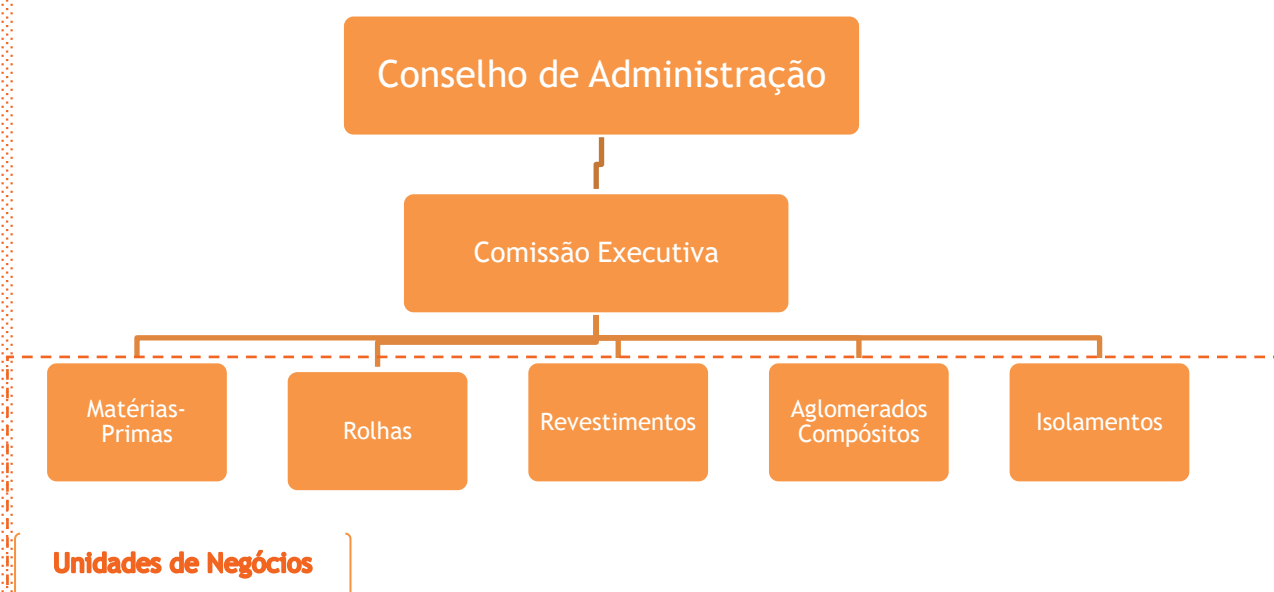 Conselho de Administração
Comissão Executiva
Matérias-
Primas
Rolhas
Revestimentos
Aglomerados
Compósitos
Isolamentos
Unidades de Negócios